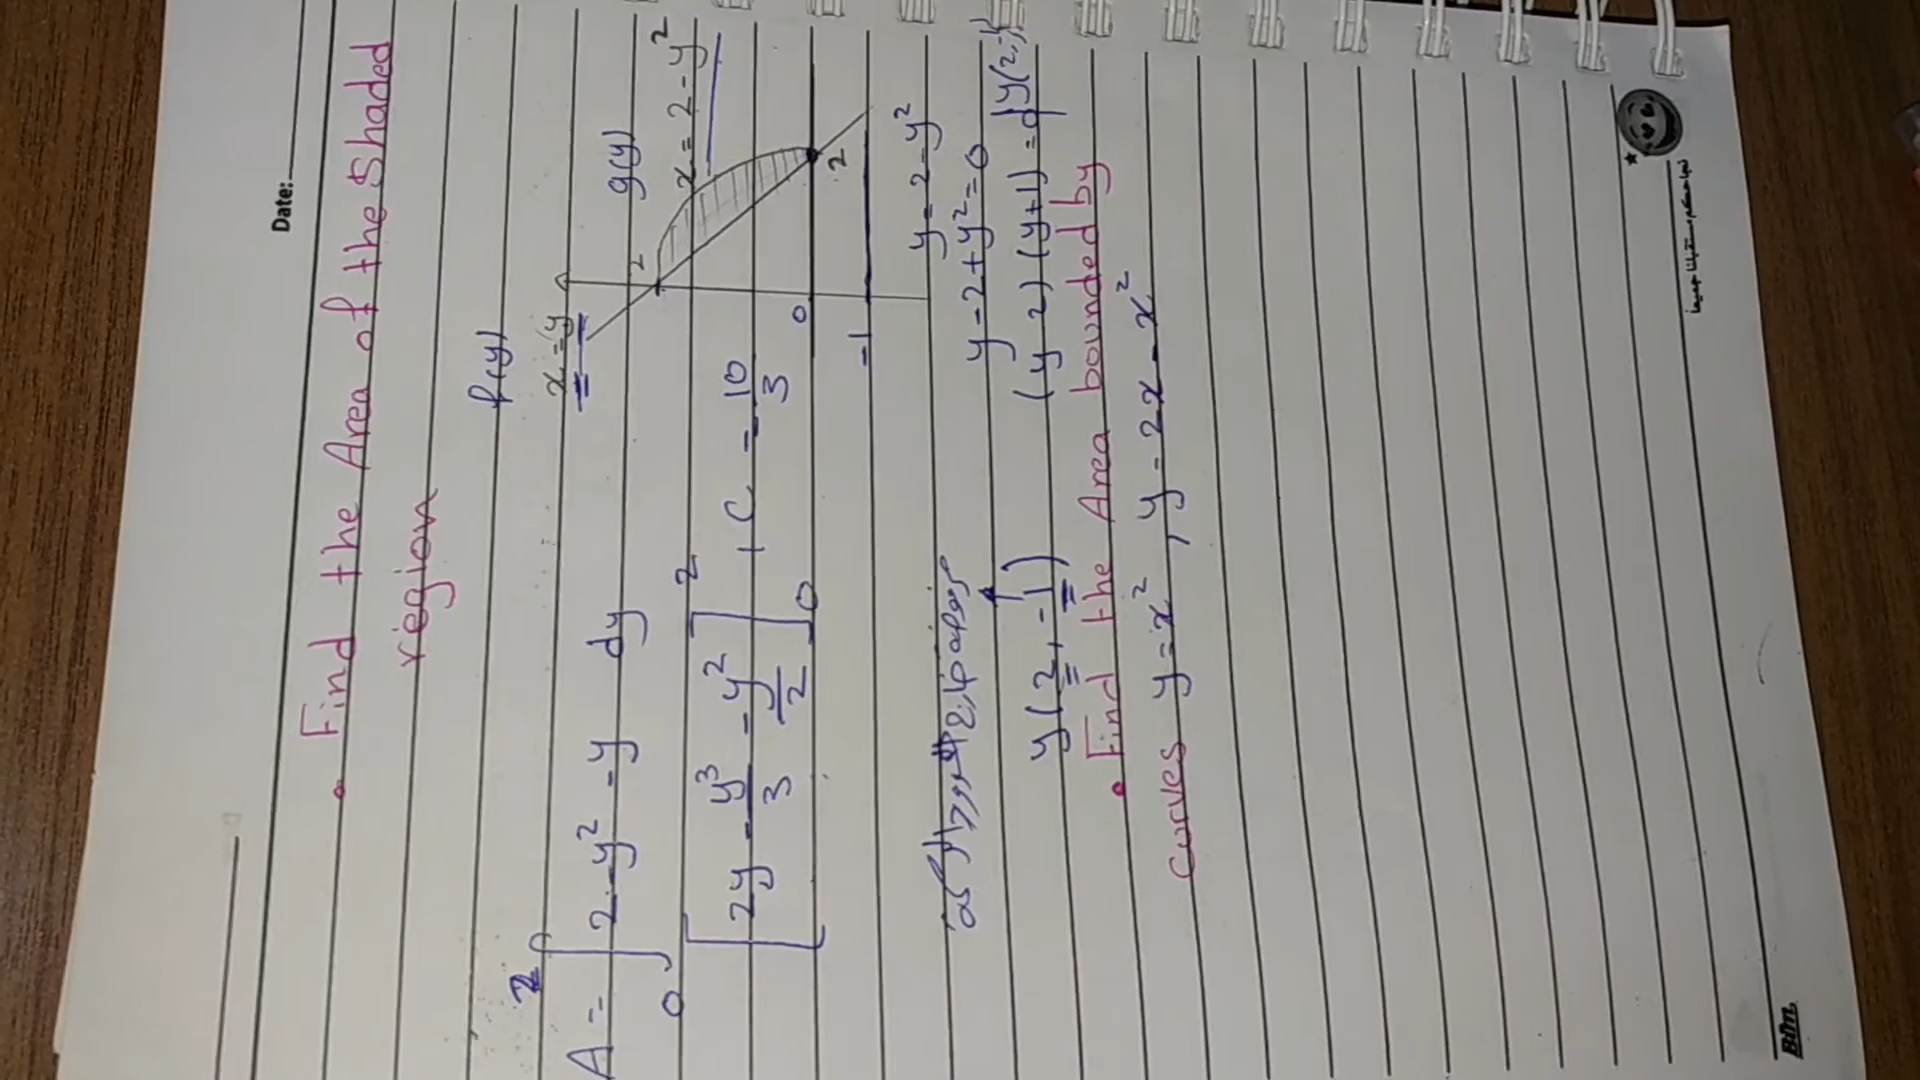 Date:
• Find the Area of the Shaded
region
f(y)
x = y
g(y)
x = 2 - y²
2
2
0
-1
A = ∫₀² 2 - y² - y dy
[2y - y³/3 - y²/2]₀² + C = -10/3
y = 2 - y²
y - 2 + y² = 0
(y 2) (y + 1) = 0
y(2, -1)
• Find the Area bounded by
curves y = x², y = 2x - x²